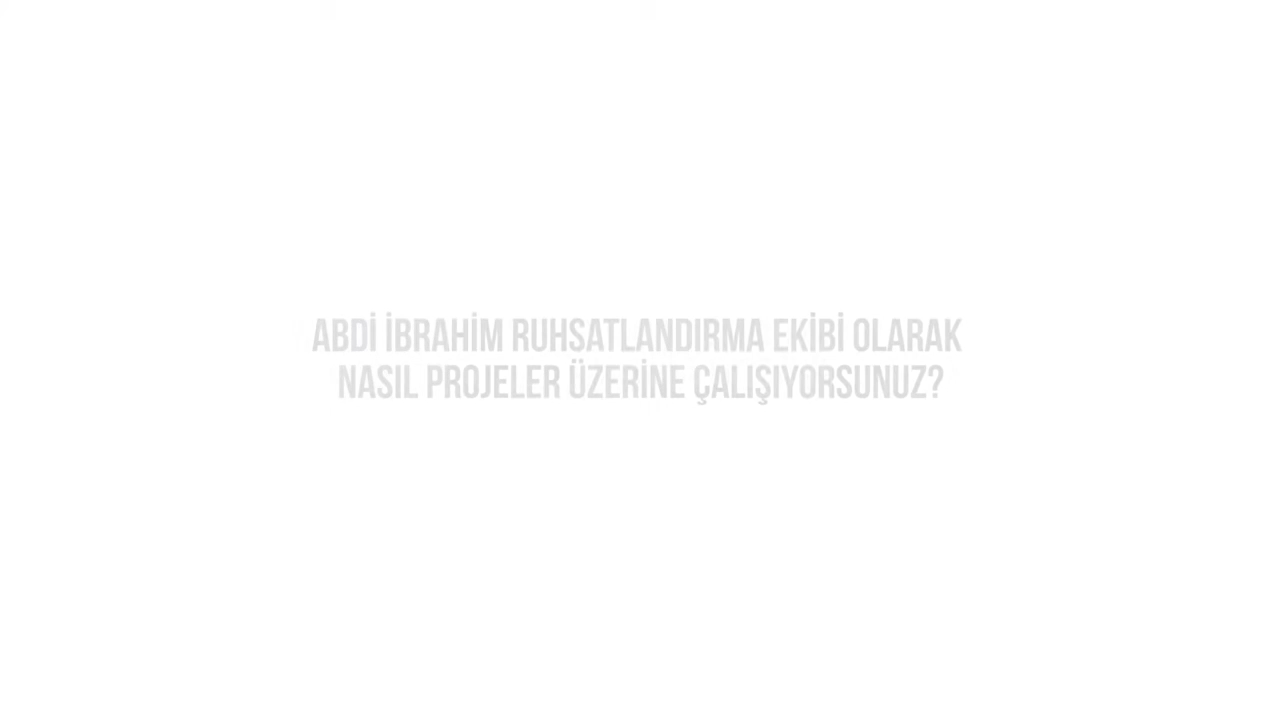 ABDİ İBRAHİM RUHSATLANDIRMA EKİBİ OLARAK
NASIL PROJELER ÜZERİNE ÇALIŞIYORSUNUZ?